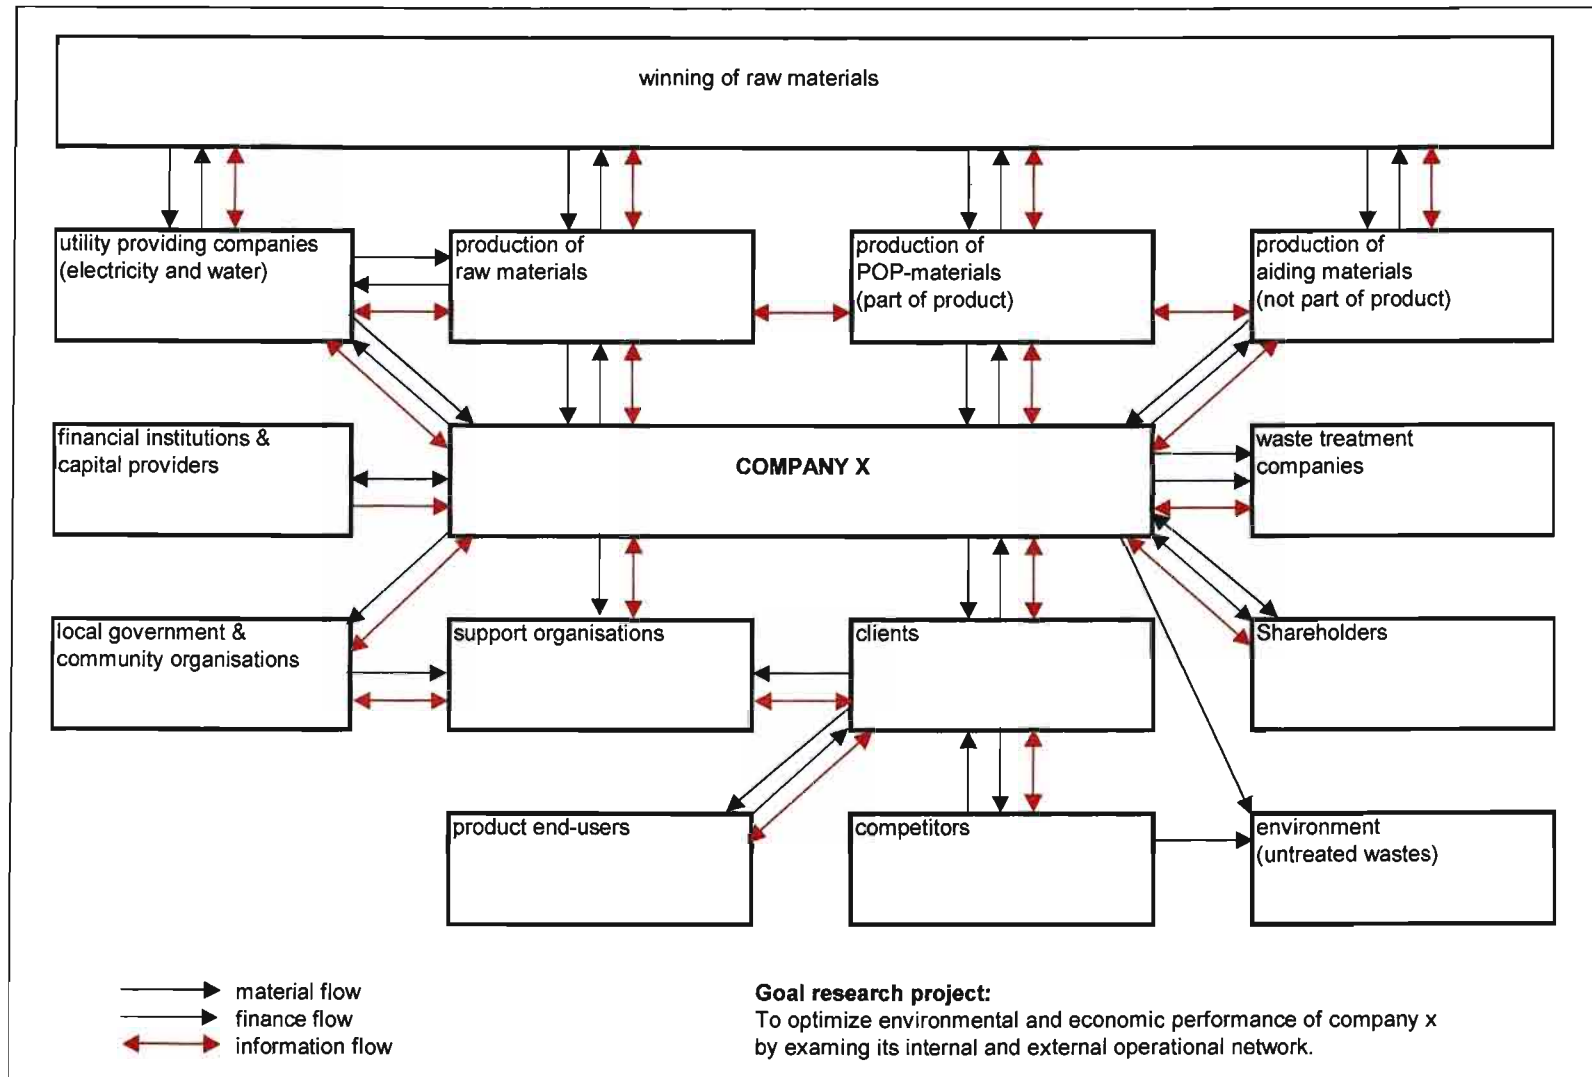 winning of raw materials
utility providing companies
(electricity and water)
production of
raw materials
production of
POP-materials
(part of product)
production of
aiding materials
(not part of product)
financial institutions &
capital providers
COMPANY X
waste treatment
companies
local government &
community organisations
support organisations
clients
Shareholders
product end-users
competitors
environment
(untreated wastes)
material flow
finance flow
information flow
Goal research project:
To optimize environmental and economic performance of company x
by examing its internal and external operational network.